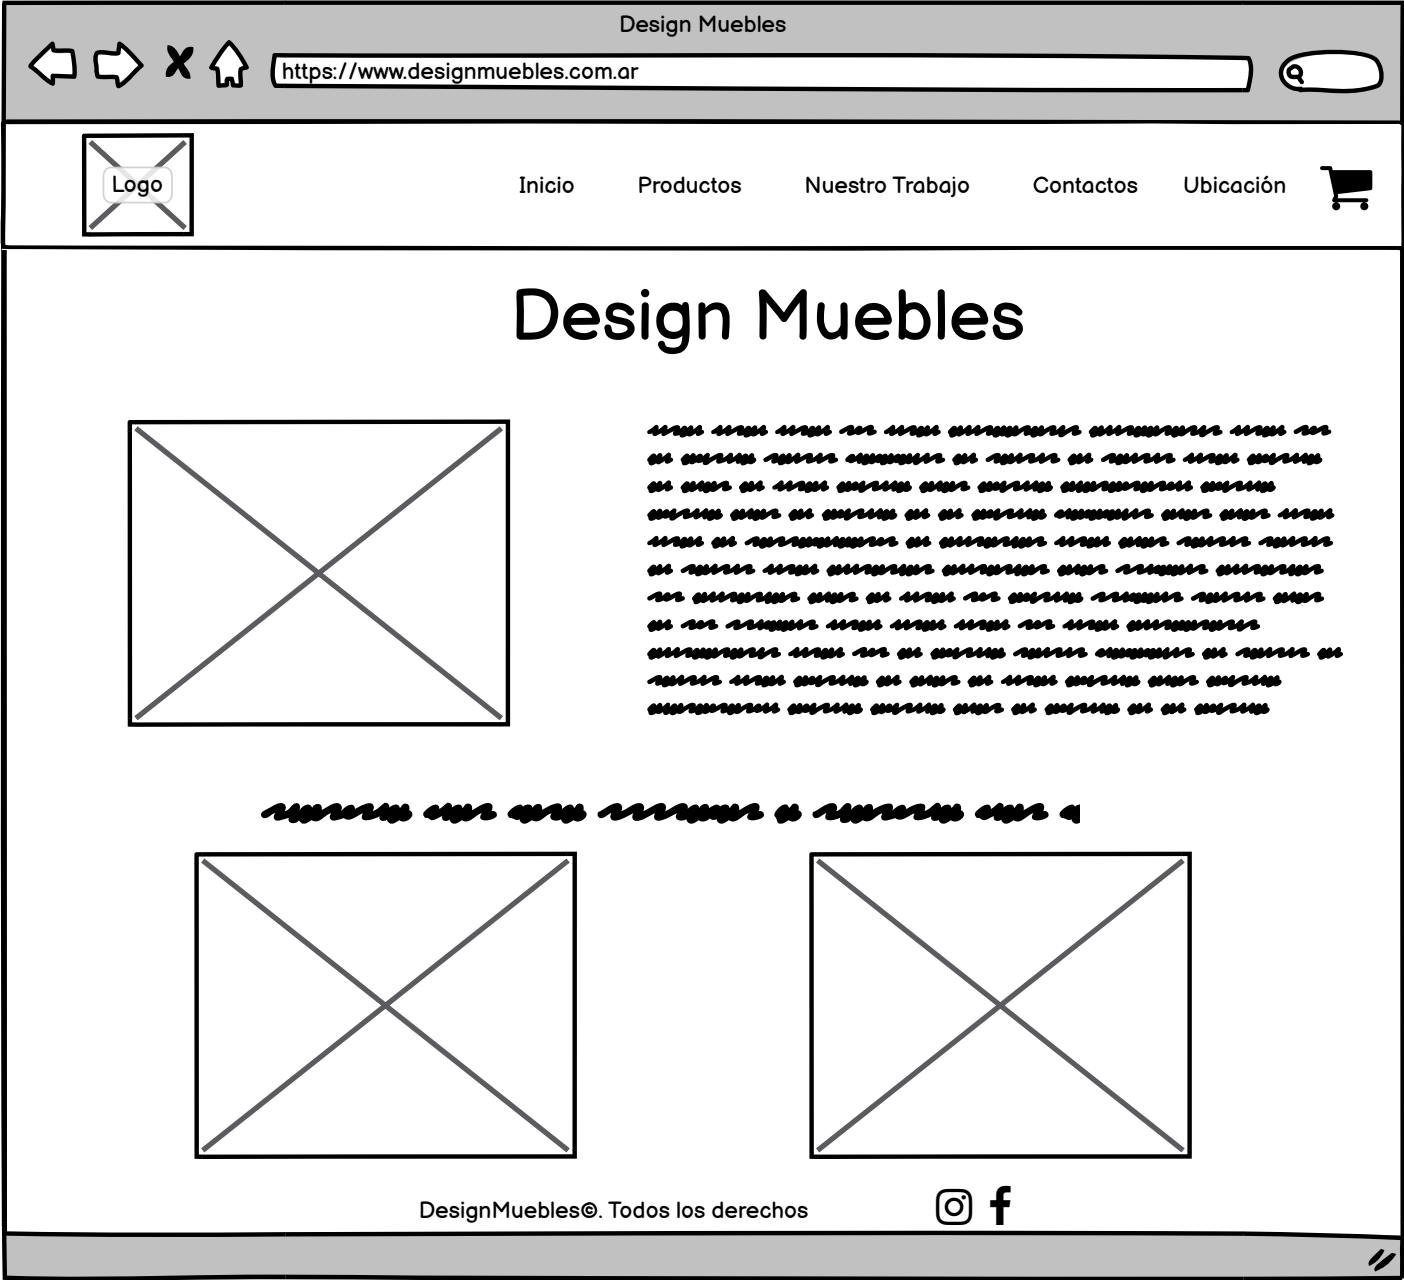 Design Muebles
https://www.designmuebles.com.ar
Logo
Inicio Productos Nuestro Trabajo Contactos Ubicación
Design Muebles
DesignMuebles©. Todos los derechos